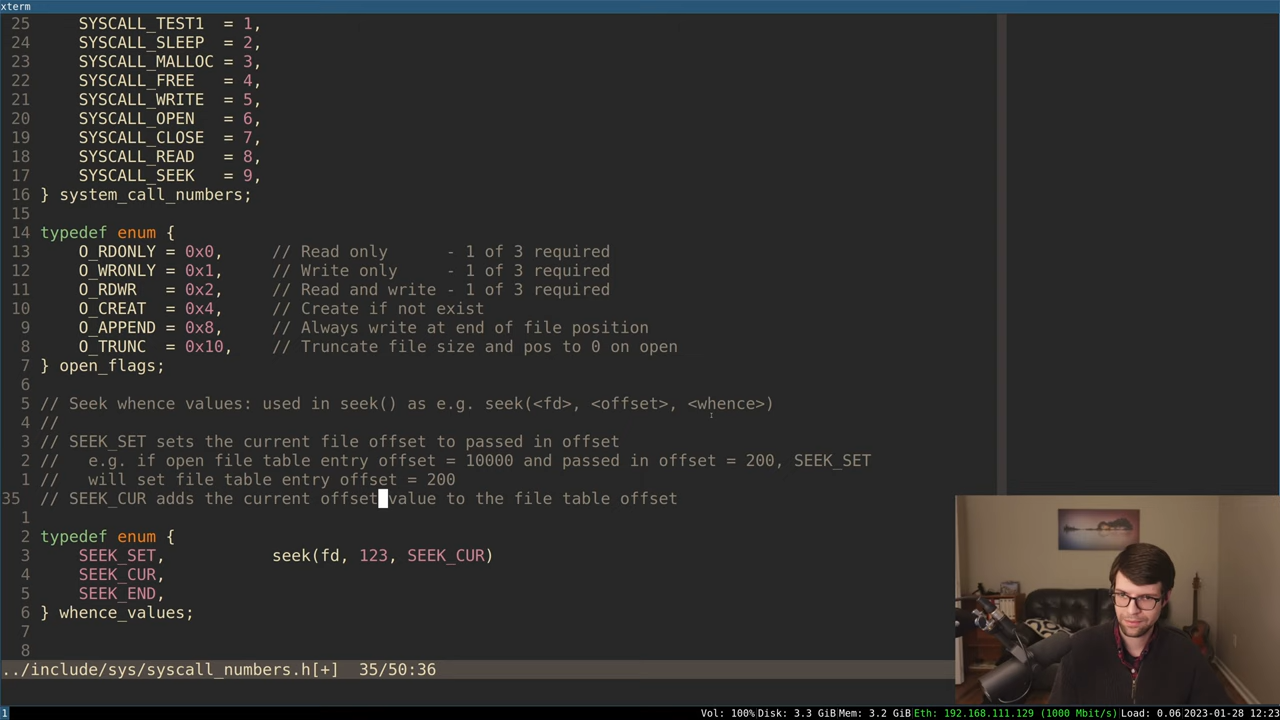 xterm
25 SYSCALL_TEST1 = 1,
24 SYSCALL_SLEEP = 2,
23 SYSCALL_MALLOC = 3,
22 SYSCALL_FREE = 4,
21 SYSCALL_WRITE = 5,
20 SYSCALL_OPEN = 6,
19 SYSCALL_CLOSE = 7,
18 SYSCALL_READ = 8,
17 SYSCALL_SEEK = 9,
16 } system_call_numbers;
15
14 typedef enum {
13 O_RDONLY = 0x0, // Read only - 1 of 3 required
12 O_WRONLY = 0x1, // Write only - 1 of 3 required
11 O_RDWR = 0x2, // Read and write - 1 of 3 required
10 O_CREAT = 0x4, // Create if not exist
9 O_APPEND = 0x8, // Always write at end of file position
8 O_TRUNC = 0x10, // Truncate file size and pos to 0 on open
7 } open_flags;
6
5 // Seek whence values: used in seek() as e.g. seek(<fd>, <offset>, <whence>)
4 //
3 // SEEK_SET sets the current file offset to passed in offset
2 // e.g. if open file table entry offset = 10000 and passed in offset = 200, SEEK_SET
1 // will set file table entry offset = 200
35 // SEEK_CUR adds the current offset value to the file table offset
1
2 typedef enum {
3 SEEK_SET, seek(fd, 123, SEEK_CUR)
4 SEEK_CUR,
5 SEEK_END,
6 } whence_values;
7
8
../include/sys/syscall_numbers.h[+] 35/50:36
1 Vol: 100% Disk: 3.3 GiB Mem: 3.2 GiB Eth: 192.168.111.129 (1000 Mbit/s) Load: 0.06 2023-01-28 12:23